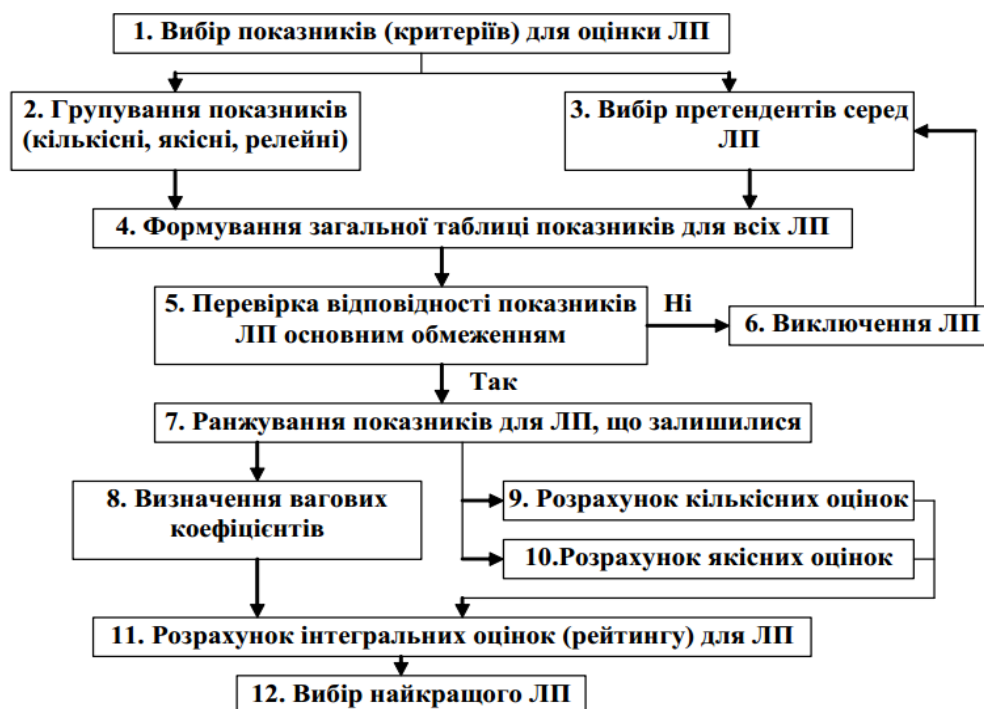 1. Вибір показників (критеріїв) для оцінки ЛП
2. Групування показників
(кількісні, якісні, релейні)
3. Вибір претендентів серед
ЛП
4. Формування загальної таблиці показників для всіх ЛП
5. Перевірка відповідності показників
ЛП основним обмеженням
Ні
6. Виключення ЛП
Так
7. Ранжування показників для ЛП, що залишилися
8. Визначення вагових
коефіцієнтів
9. Розрахунок кількісних оцінок
10.Розрахунок якісних оцінок
11. Розрахунок інтегральних оцінок (рейтингу) для ЛП
12. Вибір найкращого ЛП